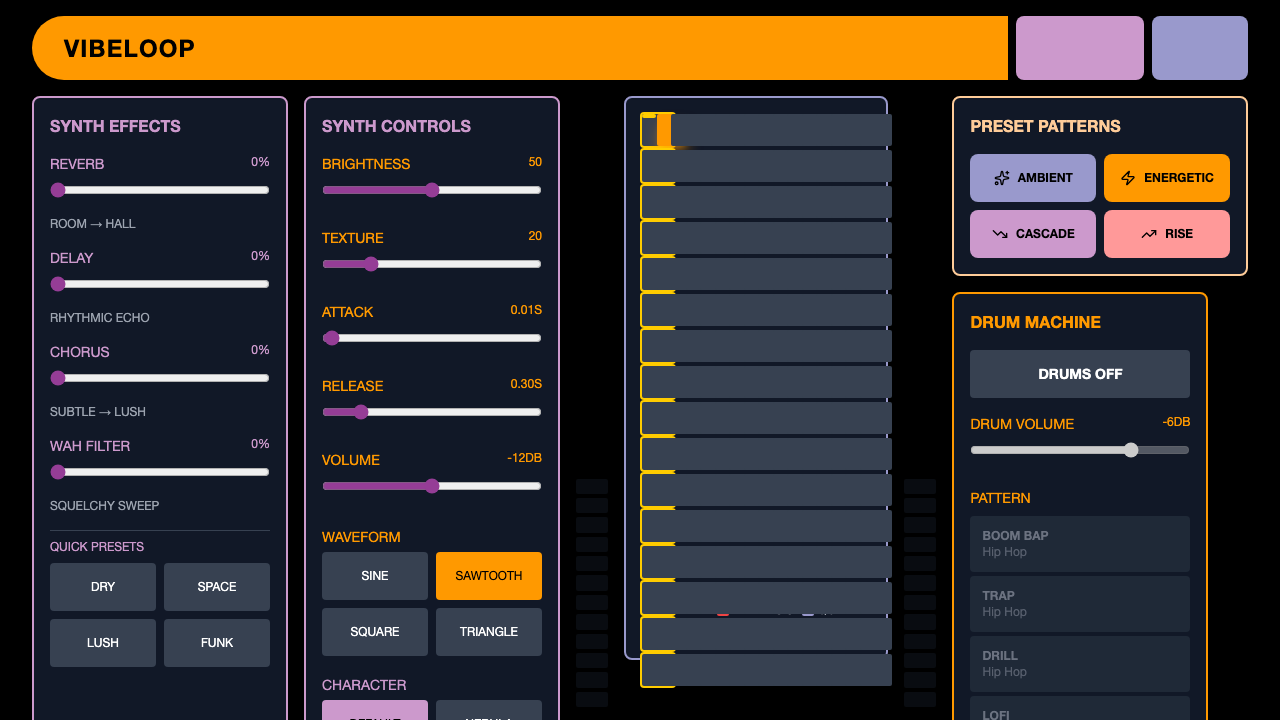 VIBELOOP
SYNTH EFFECTS
REVERB 0%
ROOM → HALL
DELAY 0%
RHYTHMIC ECHO
CHORUS 0%
SUBTLE → LUSH
WAH FILTER 0%
SQUELCHY SWEEP
QUICK PRESETS
DRY SPACE
LUSH FUNK
SYNTH CONTROLS
BRIGHTNESS 50
TEXTURE 20
ATTACK 0.01S
RELEASE 0.30S
VOLUME -12DB
WAVEFORM
SINE SAWTOOTH
SQUARE TRIANGLE
CHARACTER
PRESET PATTERNS
AMBIENT ENERGETIC
CASCADE RISE
DRUM MACHINE
DRUMS OFF
DRUM VOLUME -6DB
PATTERN
BOOM BAP
Hip Hop
TRAP
Hip Hop
DRILL
Hip Hop
LOFI